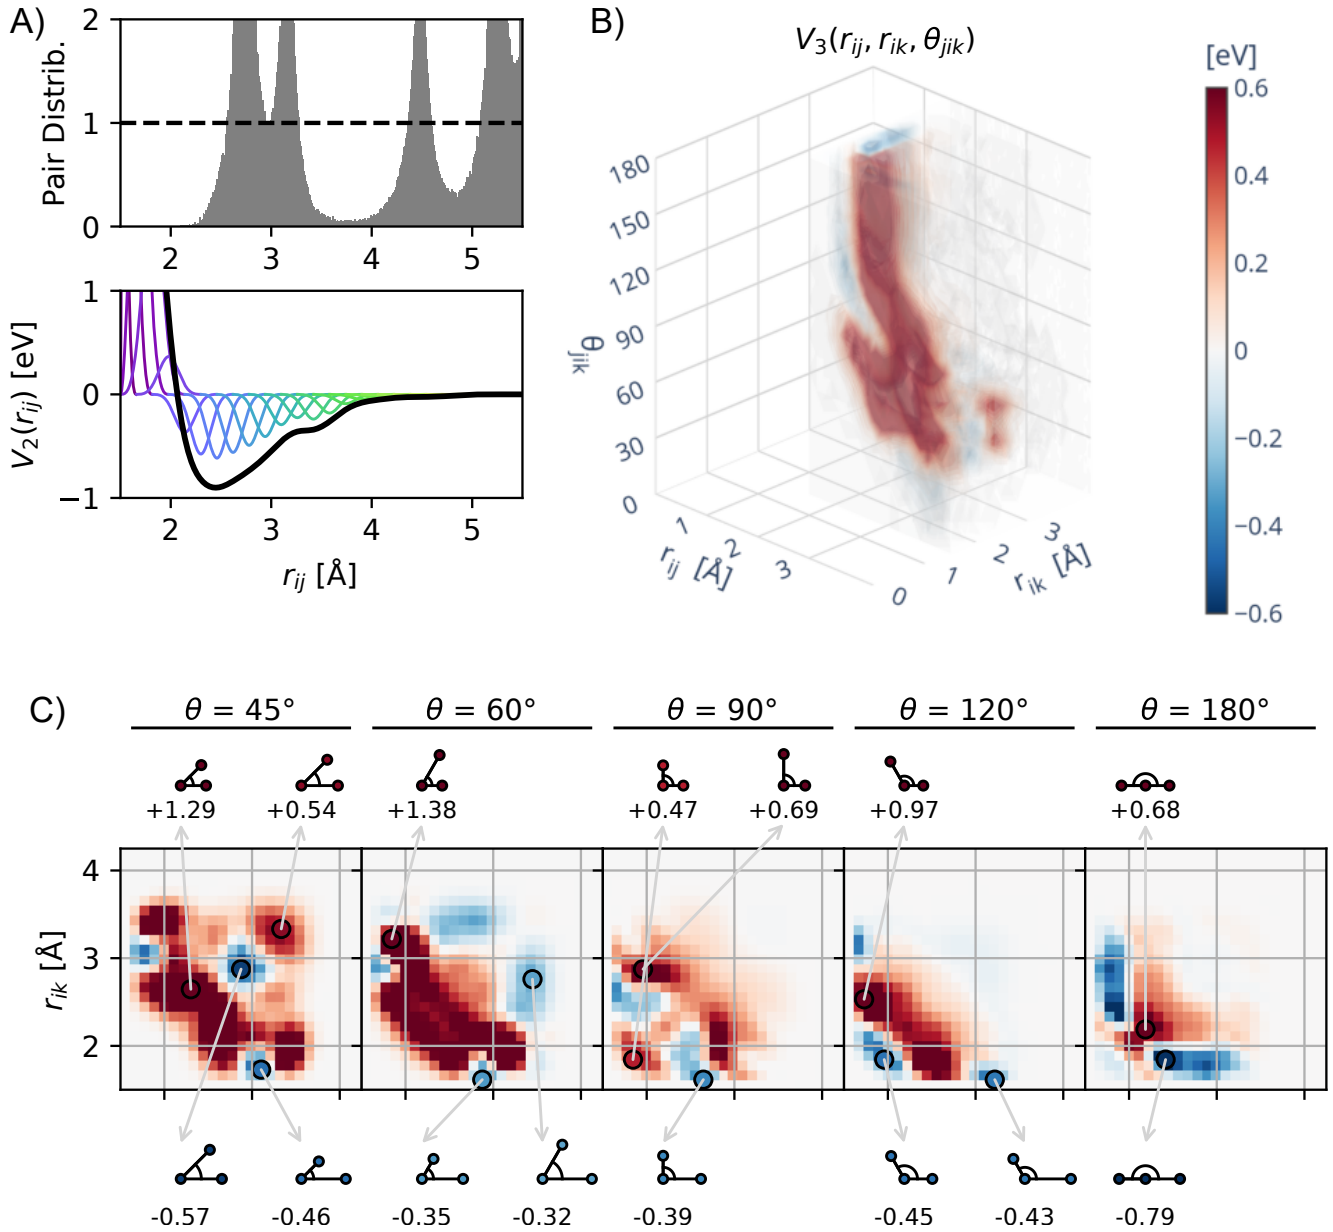 A)
Pair Distrib.
2
1
0
2 3 4 5
V2(rij) [eV]
1
0
−1
2 3 4 5
rij [Å]
B)
V3(rij, rik, θjik)
180
150
120
90
60
30
0
θjik
1
2
3
rij [Å]
0
1
2
3
rik [Å]
[eV]
0.6
0.4
0.2
0
−0.2
−0.4
−0.6
C)
θ = 45° θ = 60° θ = 90° θ = 120° θ = 180°
+1.29 +0.54 +1.38 +0.47 +0.69 +0.97 +0.68
rik [Å]
4
3
2
-0.57 -0.46 -0.35 -0.32 -0.39 -0.45 -0.43 -0.79